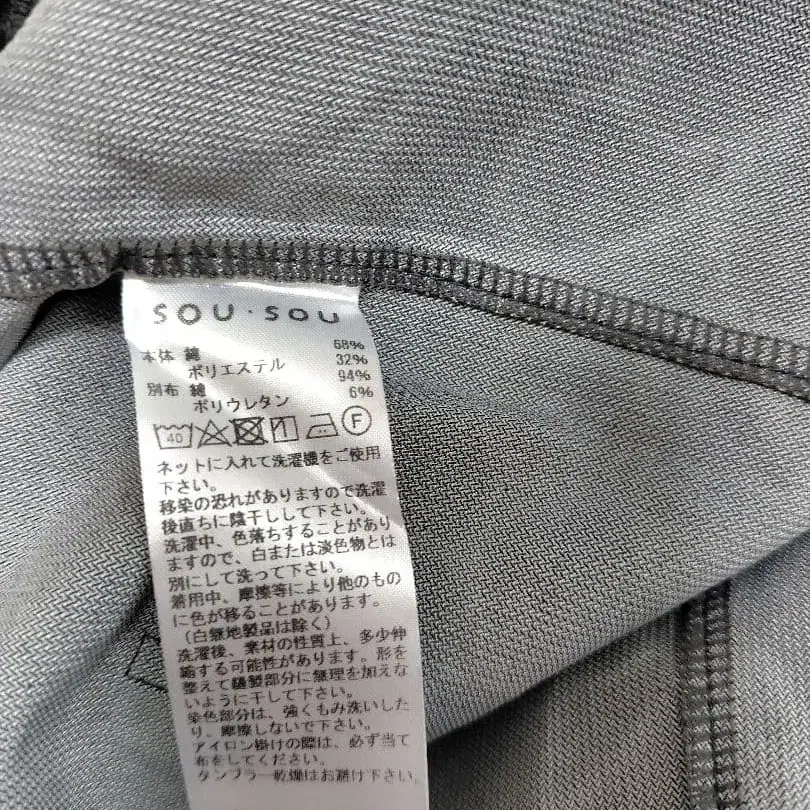 SOU・SOU
本体 綿 68%
ポリエステル 32%
別布 綿 94%
ポリウレタン 6%
40 F
ネットに入れて洗濯機をご使用
下さい。
移染の恐れがありますので洗濯
後直ちに陰干しして下さい。
洗濯中、色落ちすることがあり
ますので、白または淡色物とは
別にして洗って下さい。
着用中、摩擦等により他のもの
に色が移ることがあります。
(白無地製品は除く)
洗濯後、素材の性質上、多少伸
縮する可能性があります。形を
整えて縫製部分に無理を加えな
いように干して下さい。
染色部分は、強くもみ洗いした
り、摩擦しないで下さい。
アイロン掛けの際は、必ず当て
布をしてください。
タンブラー乾燥はお避け下さい。